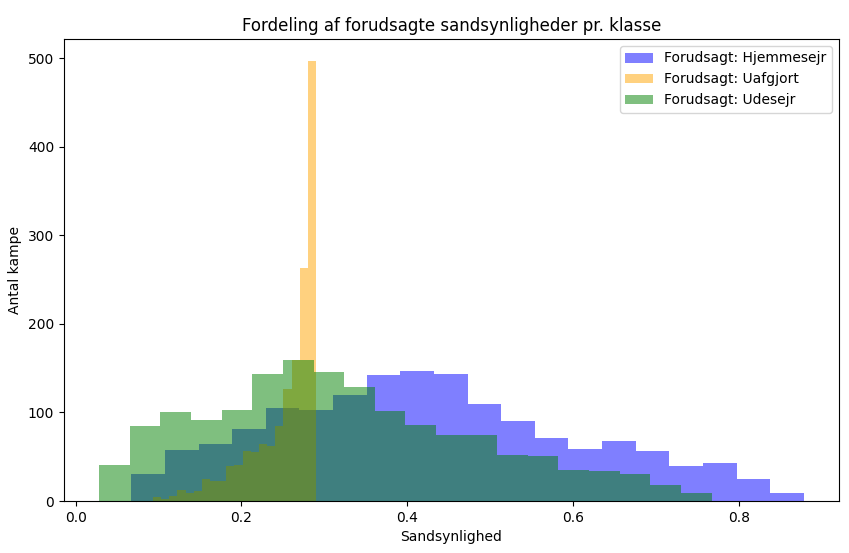 Fordeling af forudsagte sandsynligheder pr. klasse
Forudsagt: Hjemmesejr
Forudsagt: Uafgjort
Forudsagt: Udesejr
Antal kampe
500
400
300
200
100
0
0.0 0.2 0.4 0.6 0.8
Sandsynlighed